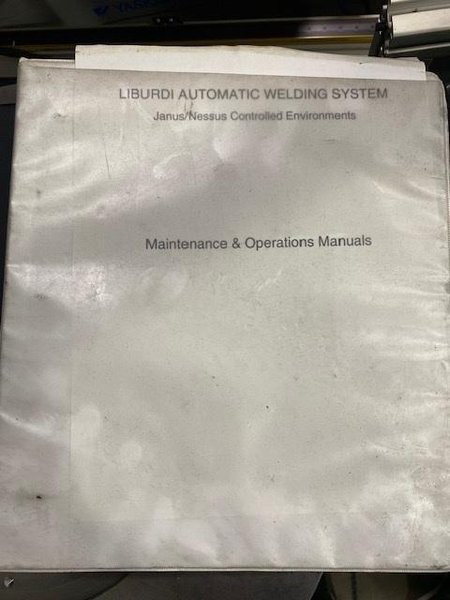 LIBURDI AUTOMATIC WELDING SYSTEM
Janus/Nessus Controlled Environments
Maintenance & Operations Manuals